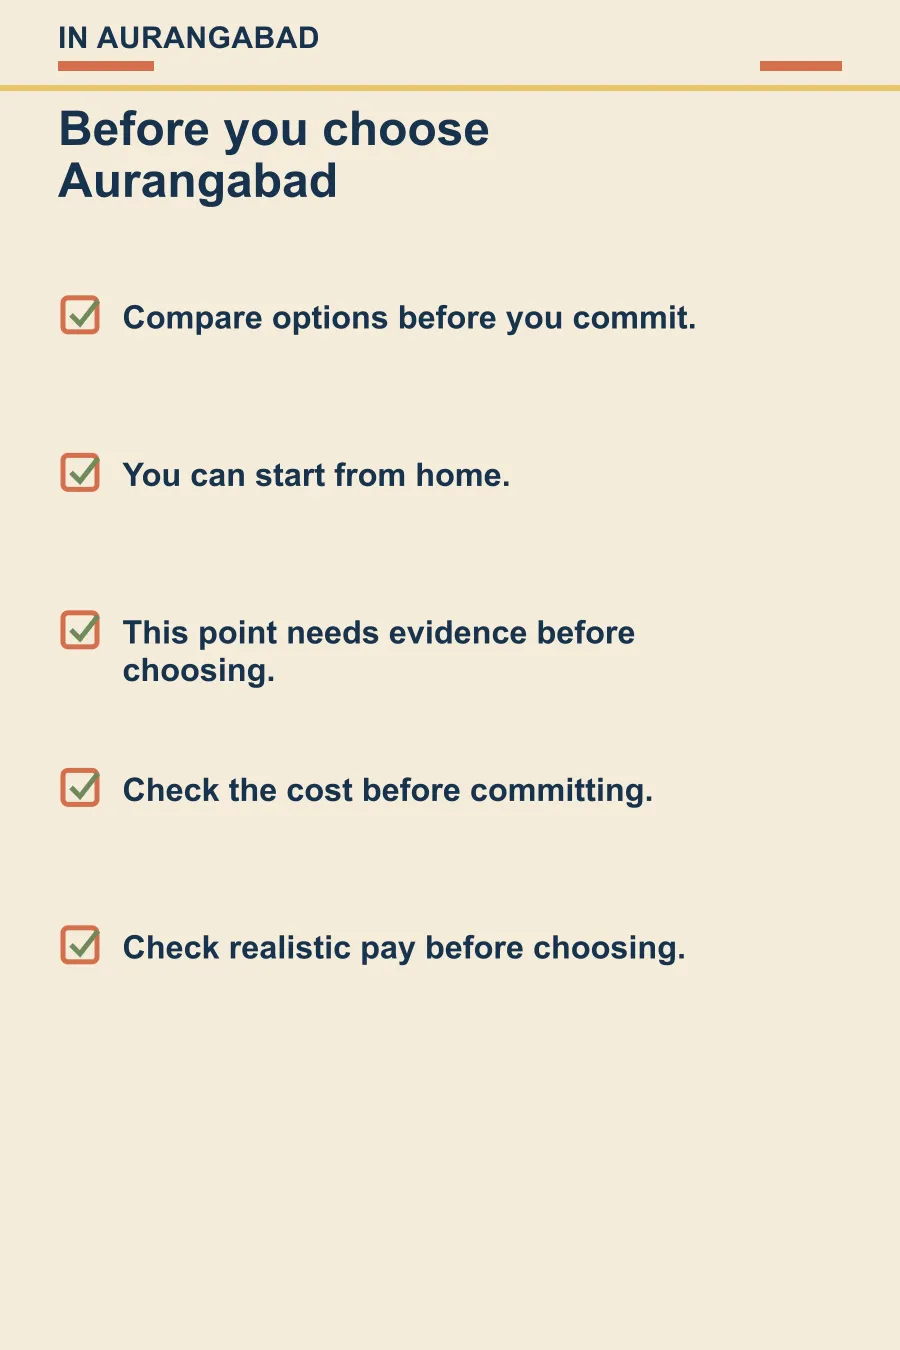 IN AURANGABAD
Before you choose
Aurangabad
Compare options before you commit.
You can start from home.
This point needs evidence before
choosing.
Check the cost before committing.
Check realistic pay before choosing.